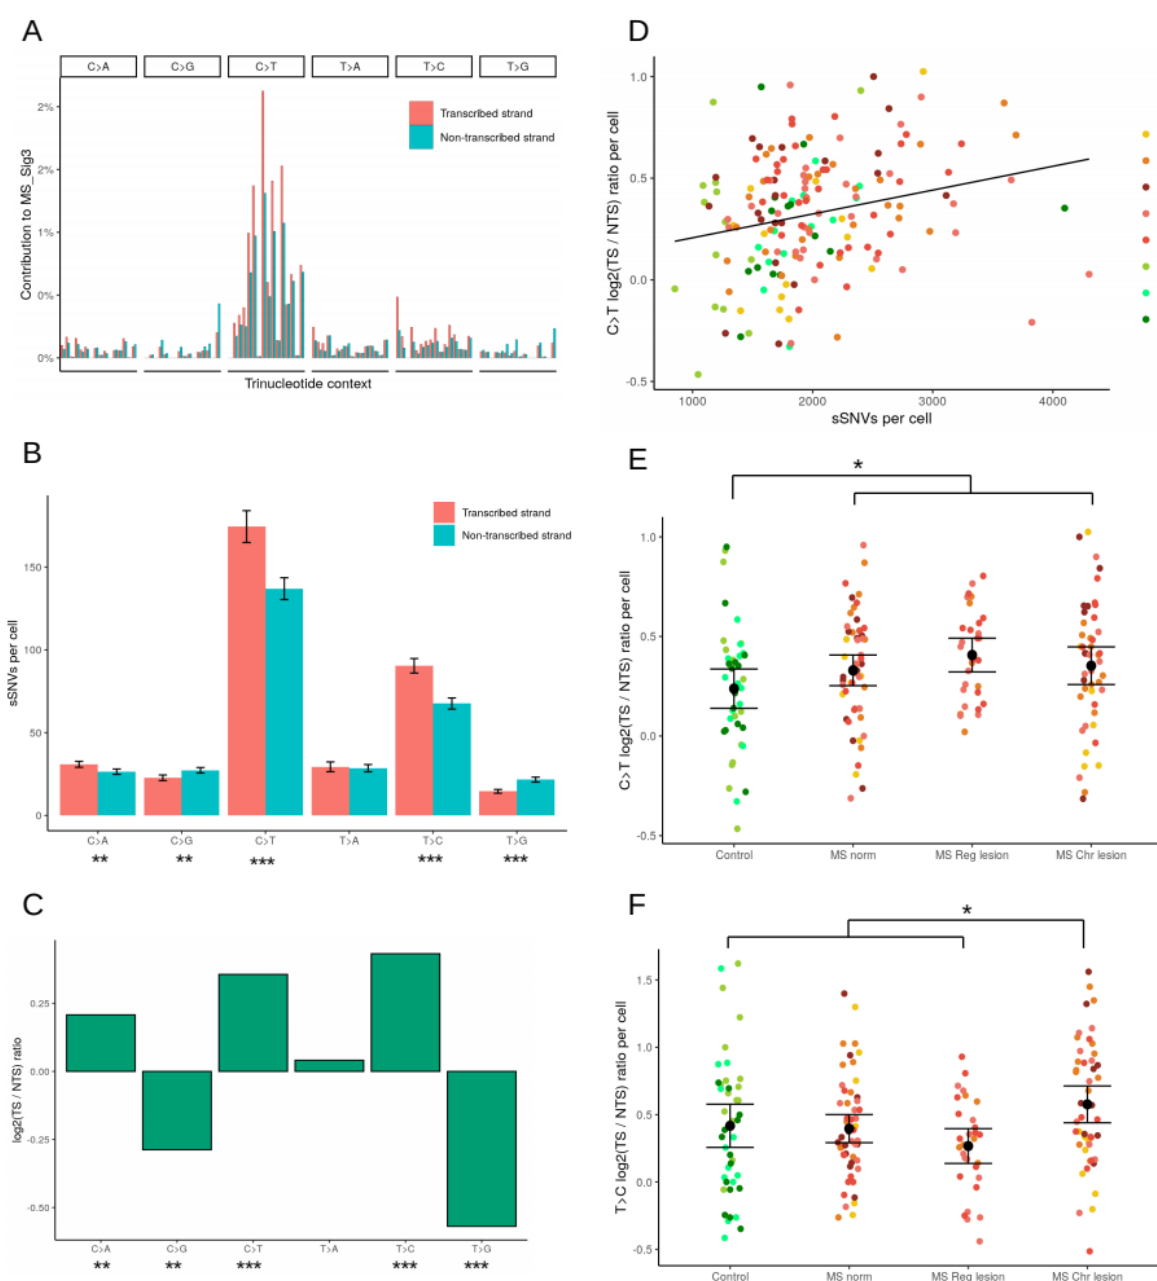 A
C>A C>G C>T T>A T>C T>G
Transcribed strand
Non-transcribed strand
Contribution to MS_Sig3
2%
2%
1%
0%
0%
Trinucleotide context
B
Transcribed strand
Non-transcribed strand
sSNVs per cell
150
100
50
0
C>A C>G C>T T>A T>C T>G
** ** *** *** ***
C
log2(TS / NTS) ratio
0.25
0.00
-0.25
-0.50
C>A C>G C>T T>A T>C T>G
** ** *** *** ***
D
C>T log2(TS / NTS) ratio per cell
1.0
0.5
0.0
-0.5
1000 2000 3000 4000
sSNVs per cell
E
*
C>T log2(TS / NTS) ratio per cell
1.0
0.5
0.0
-0.5
Control MS norm MS Reg lesion MS Chr lesion
F
*
T>C log2(TS / NTS) ratio per cell
1.5
1.0
0.5
0.0
-0.5
Control MS norm MS Reg lesion MS Chr lesion